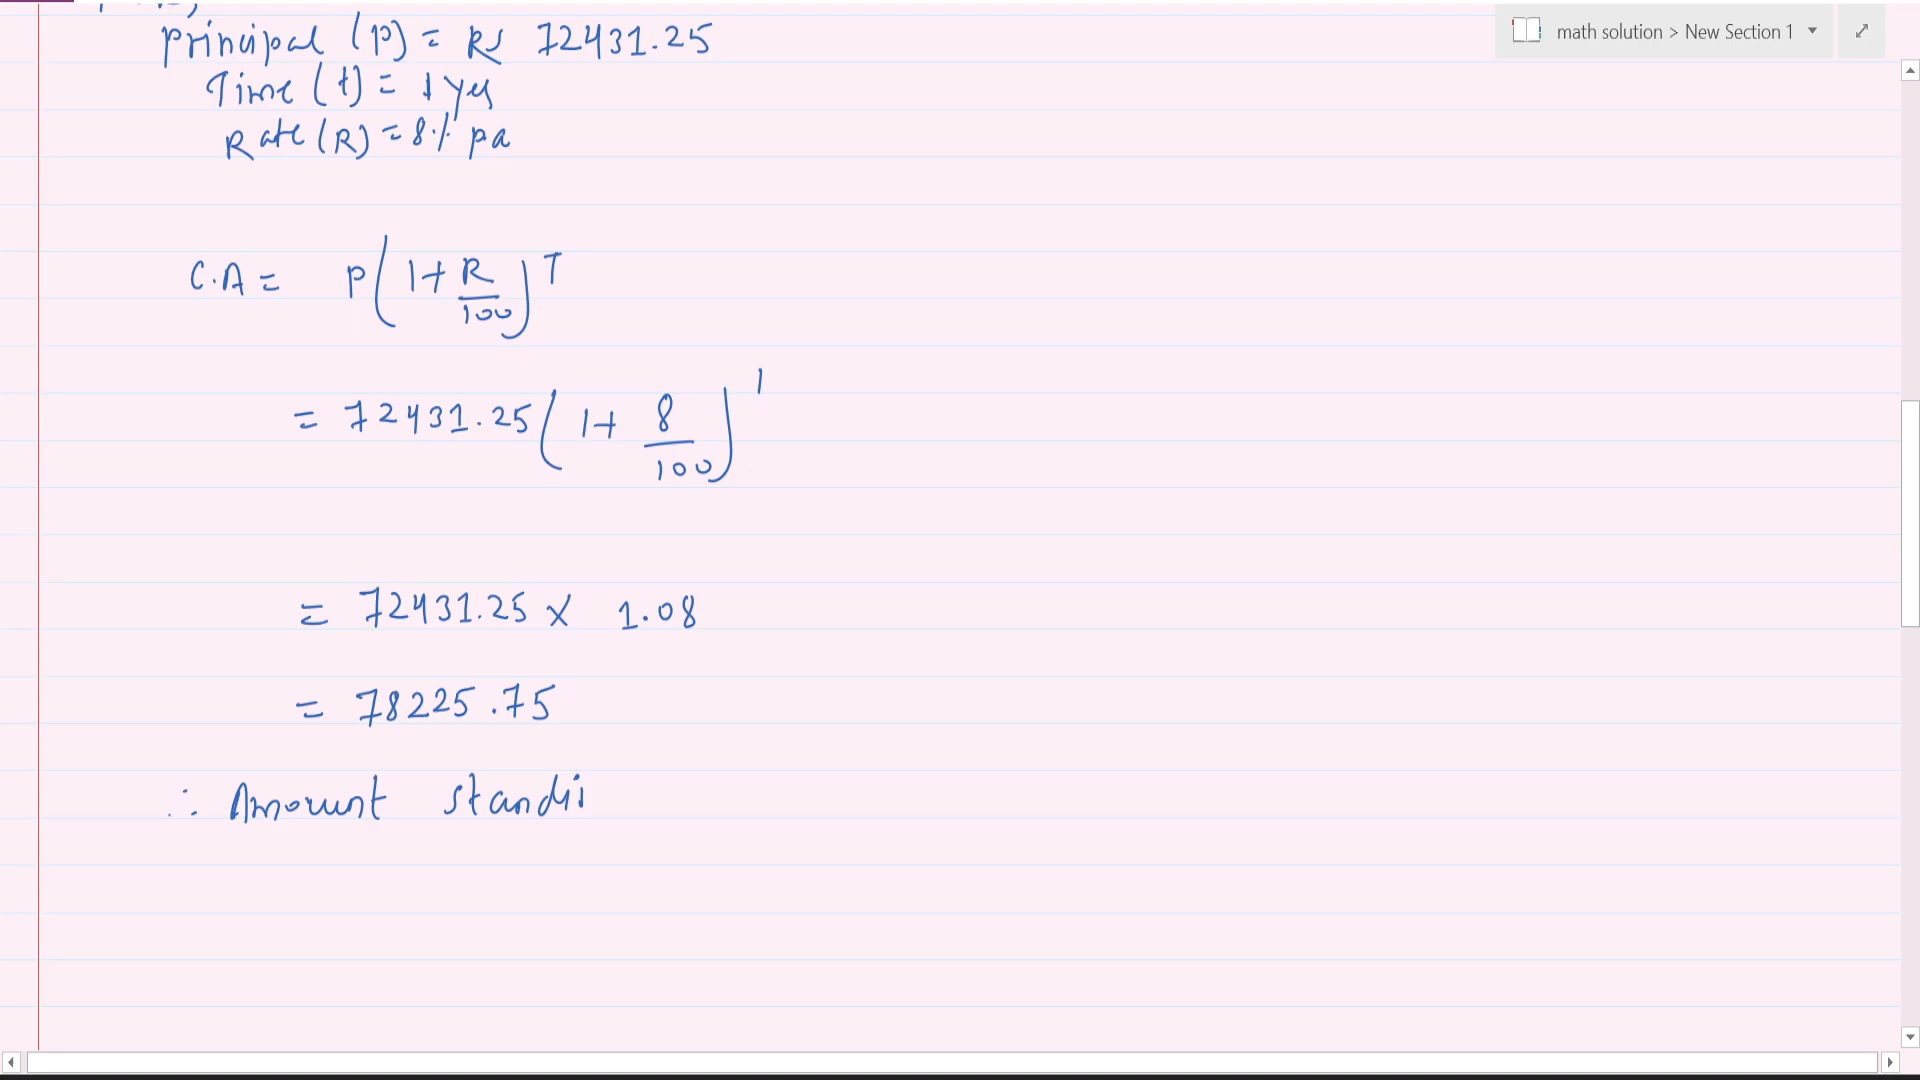 math solution > New Section 1
Principal (P) = Rs 72431.25
Time (t) = 1 yes
Rate (R) = 8% pa
C.A = P(1+R/100)^T
= 72431.25(1+8/100)^1
= 72431.25 x 1.08
= 78225.75
∴ Amount standi